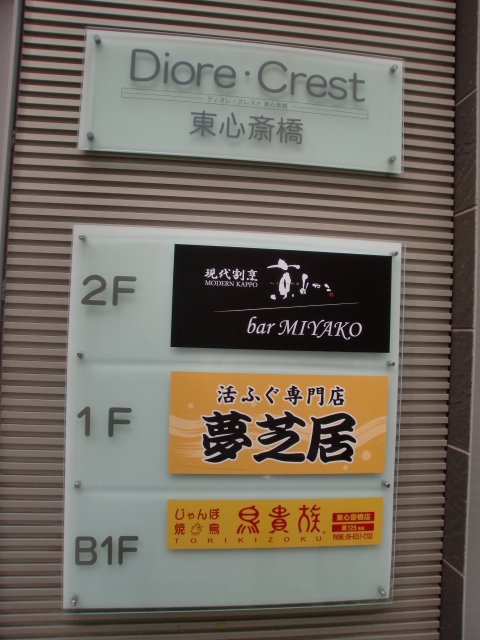 Diore・Crest
ディオレ・クレスト 東心斎橋
東心斎橋
2F
現代割烹
MODERN KAPPO
bar MIYAKO
1F
活ふぐ専門店
夢芝居
B1F
じゃんぼ
焼鳥
鳥貴族
TORIKIZOKU
東心斎橋店